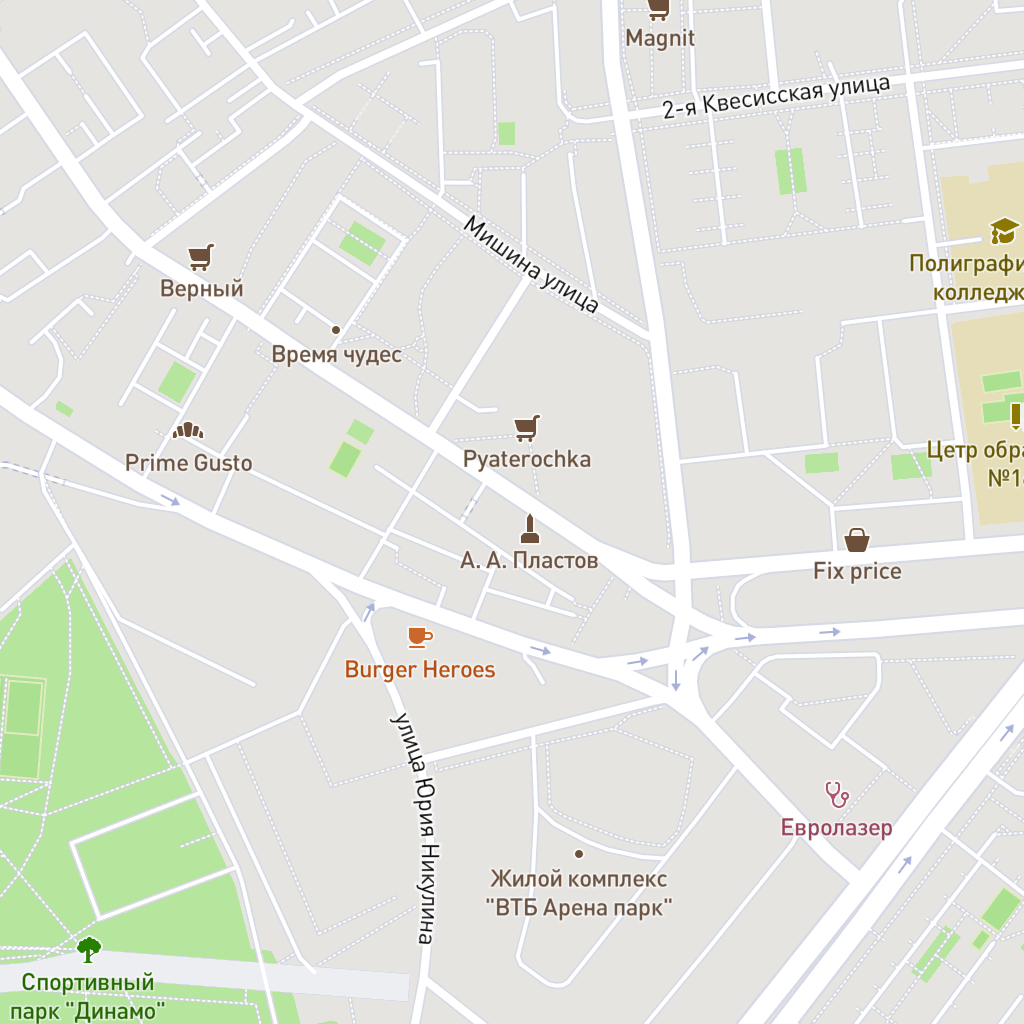 Magnit
2-я Квесисская улица
Мишина улица
Полиграфи
колледж
Верный
Время чудес
Pyaterochka
Prime Gusto
Цетр обра
№1
А. А. Пластов
Fix price
Burger Heroes
улица Юрия Никулина
Евролазер
Жилой комплекс
"ВТБ Арена парк"
Спортивный
парк "Динамо"